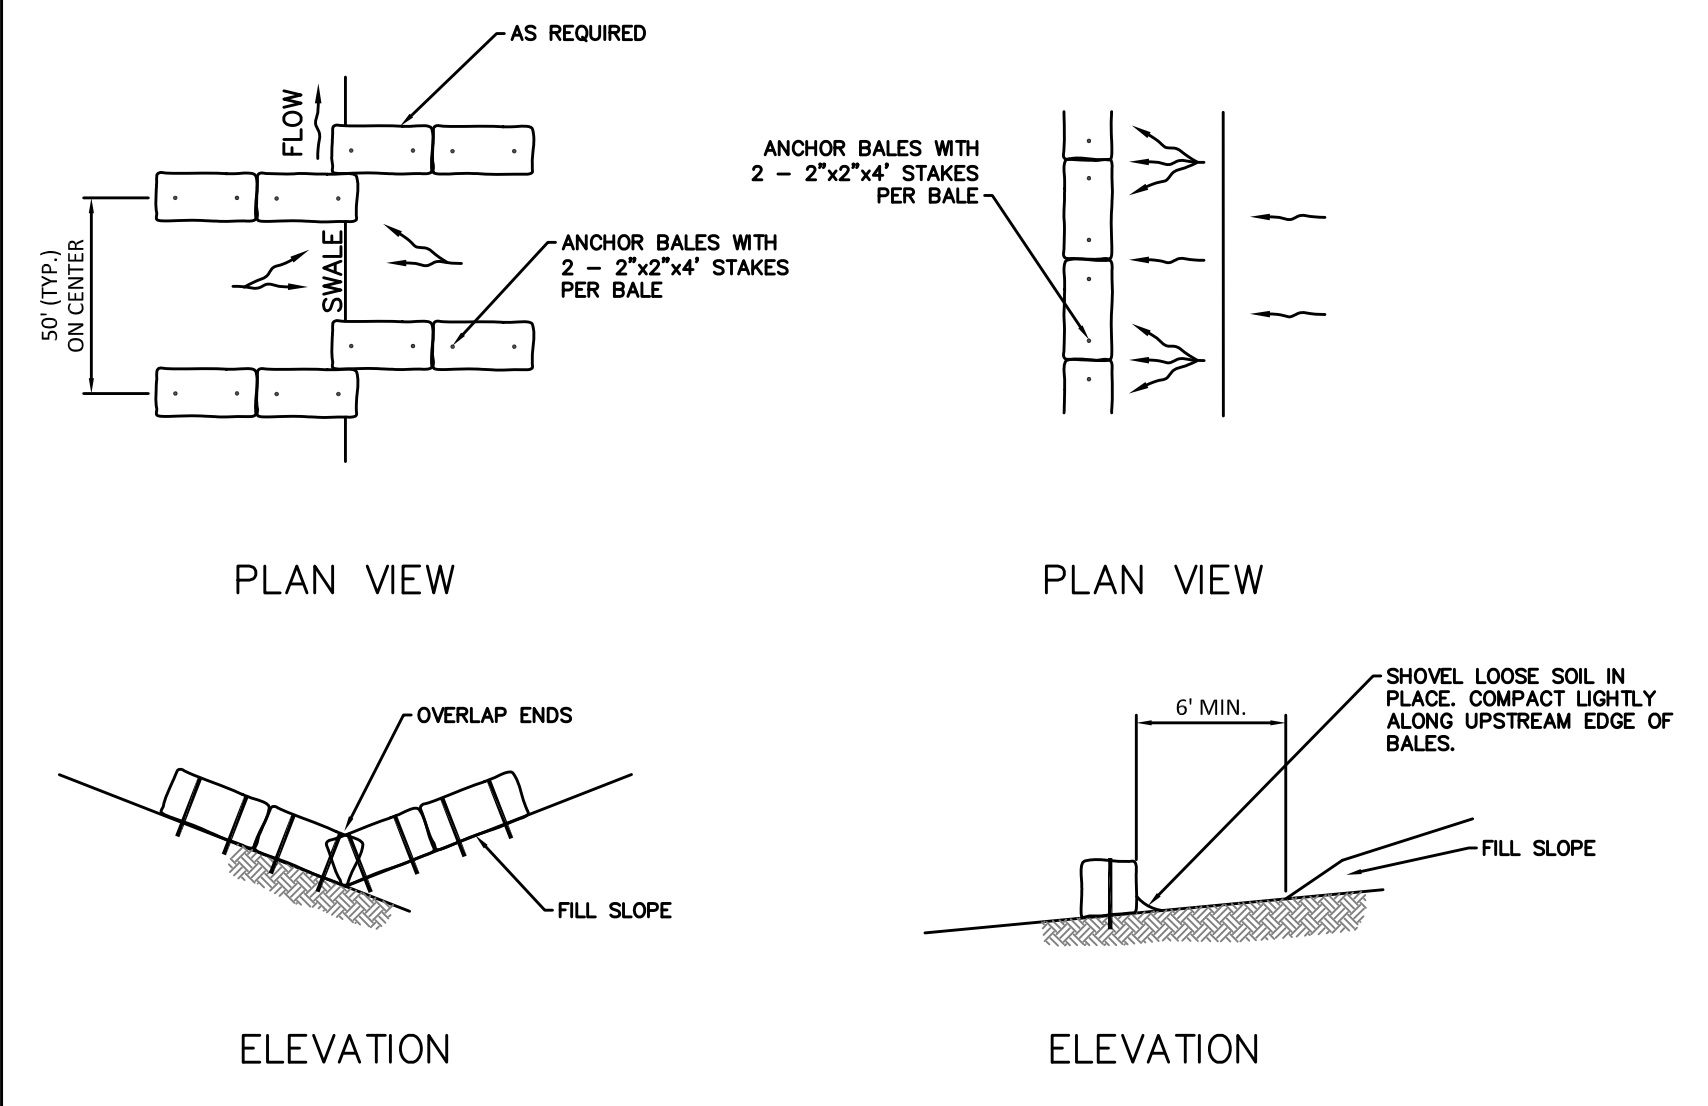 AS REQUIRED
FLOW
SWALE
50' (TYP.)
ON CENTER
ANCHOR BALES WITH
2 – 2"x2"x4' STAKES
PER BALE
PLAN VIEW
ANCHOR BALES WITH
2 – 2"x2"x4' STAKES
PER BALE
PLAN VIEW
OVERLAP ENDS
FILL SLOPE
ELEVATION
6' MIN.
SHOVEL LOOSE SOIL IN
PLACE. COMPACT LIGHTLY
ALONG UPSTREAM EDGE OF
BALES.
FILL SLOPE
ELEVATION